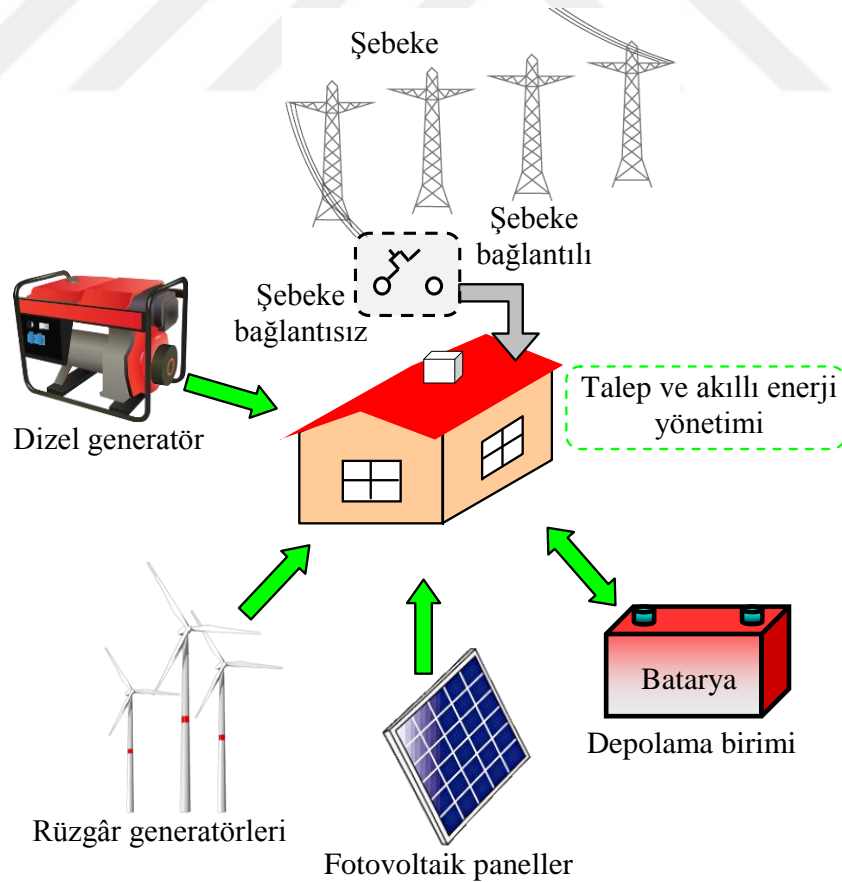 Şebeke
Şebeke
bağlantılı
Şebeke
bağlantısız
Talep ve akıllı enerji
yönetimi
Dizel generatör
Batarya
Depolama birimi
Rüzgâr generatörleri
Fotovoltaik paneller